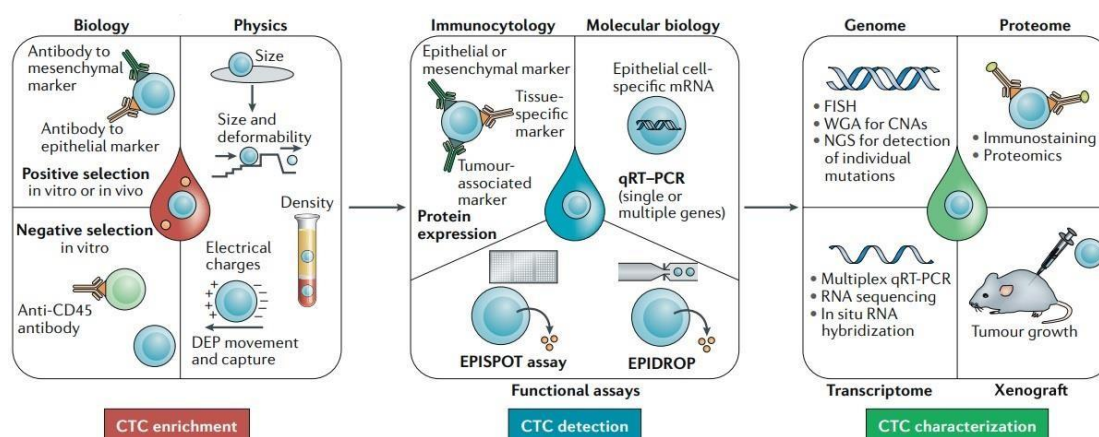 Biology
Physics
Antibody to
mesenchymal
marker
Antibody to
epithelial marker
Positive selection
in vitro or in vivo
Negative selection
in vitro
Anti-CD45
antibody
Size
Size and
deformability
Density
Electrical
charges
+ + + + + +
– – – – – –
DEP movement
and capture
CTC enrichment
Immunocytology
Molecular biology
Epithelial or
mesenchymal marker
Tissue-
specific
marker
Tumour-
associated
marker
Protein
expression
Epithelial cell-
specific mRNA
qRT–PCR
(single or
multiple genes)
EPISPOT assay
EPIDROP
Functional assays
CTC detection
Genome
Proteome
• FISH
• WGA for CNAs
• NGS for detection
of individual
mutations
• Immunostaining
• Proteomics
• Multiplex qRT-PCR
• RNA sequencing
• In situ RNA
hybridization
Tumour growth
Transcriptome
Xenograft
CTC characterization